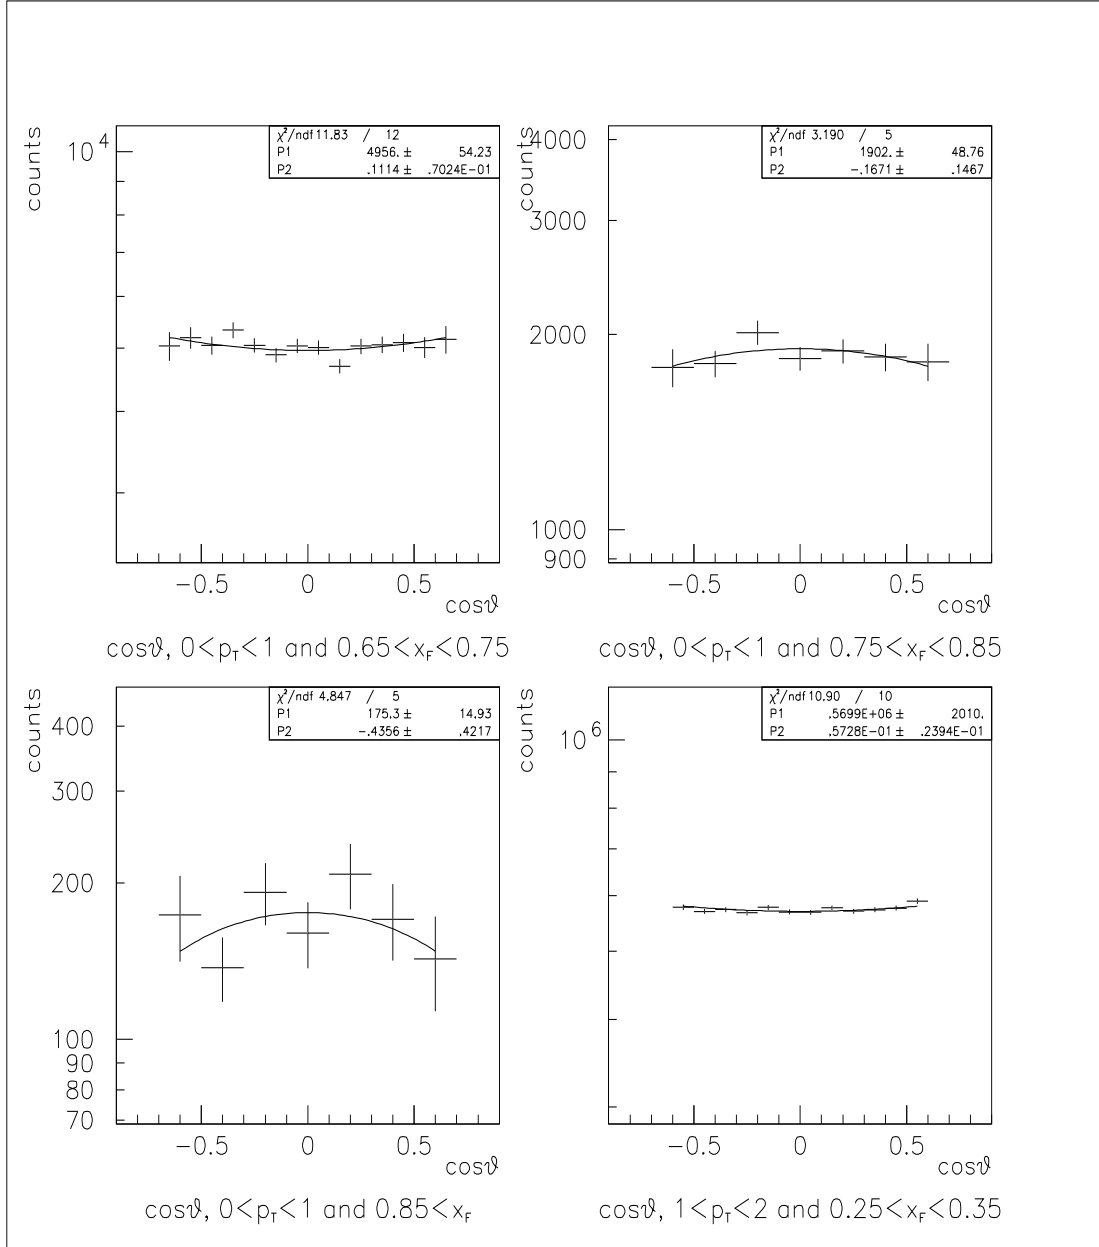 counts
10^4
χ²/ndf 11.83 / 12
P1 4956. ± 54.23
P2 .1114 ± .7024E-01
-0.5 0 0.5
cosϑ
cosϑ, 0<p_T<1 and 0.65<x_F<0.75
counts
4000
3000
2000
1000
900
χ²/ndf 3.190 / 5
P1 1902. ± 48.76
P2 -.1671 ± .1467
-0.5 0 0.5
cosϑ
cosϑ, 0<p_T<1 and 0.75<x_F<0.85
counts
400
300
200
100
90
80
70
χ²/ndf 4.847 / 5
P1 175.3 ± 14.93
P2 -.4356 ± .4217
-0.5 0 0.5
cosϑ
cosϑ, 0<p_T<1 and 0.85<x_F
counts
10^6
χ²/ndf 10.90 / 10
P1 .5699E+06 ± 2010.
P2 .5728E-01 ± .2394E-01
-0.5 0 0.5
cosϑ
cosϑ, 1<p_T<2 and 0.25<x_F<0.35